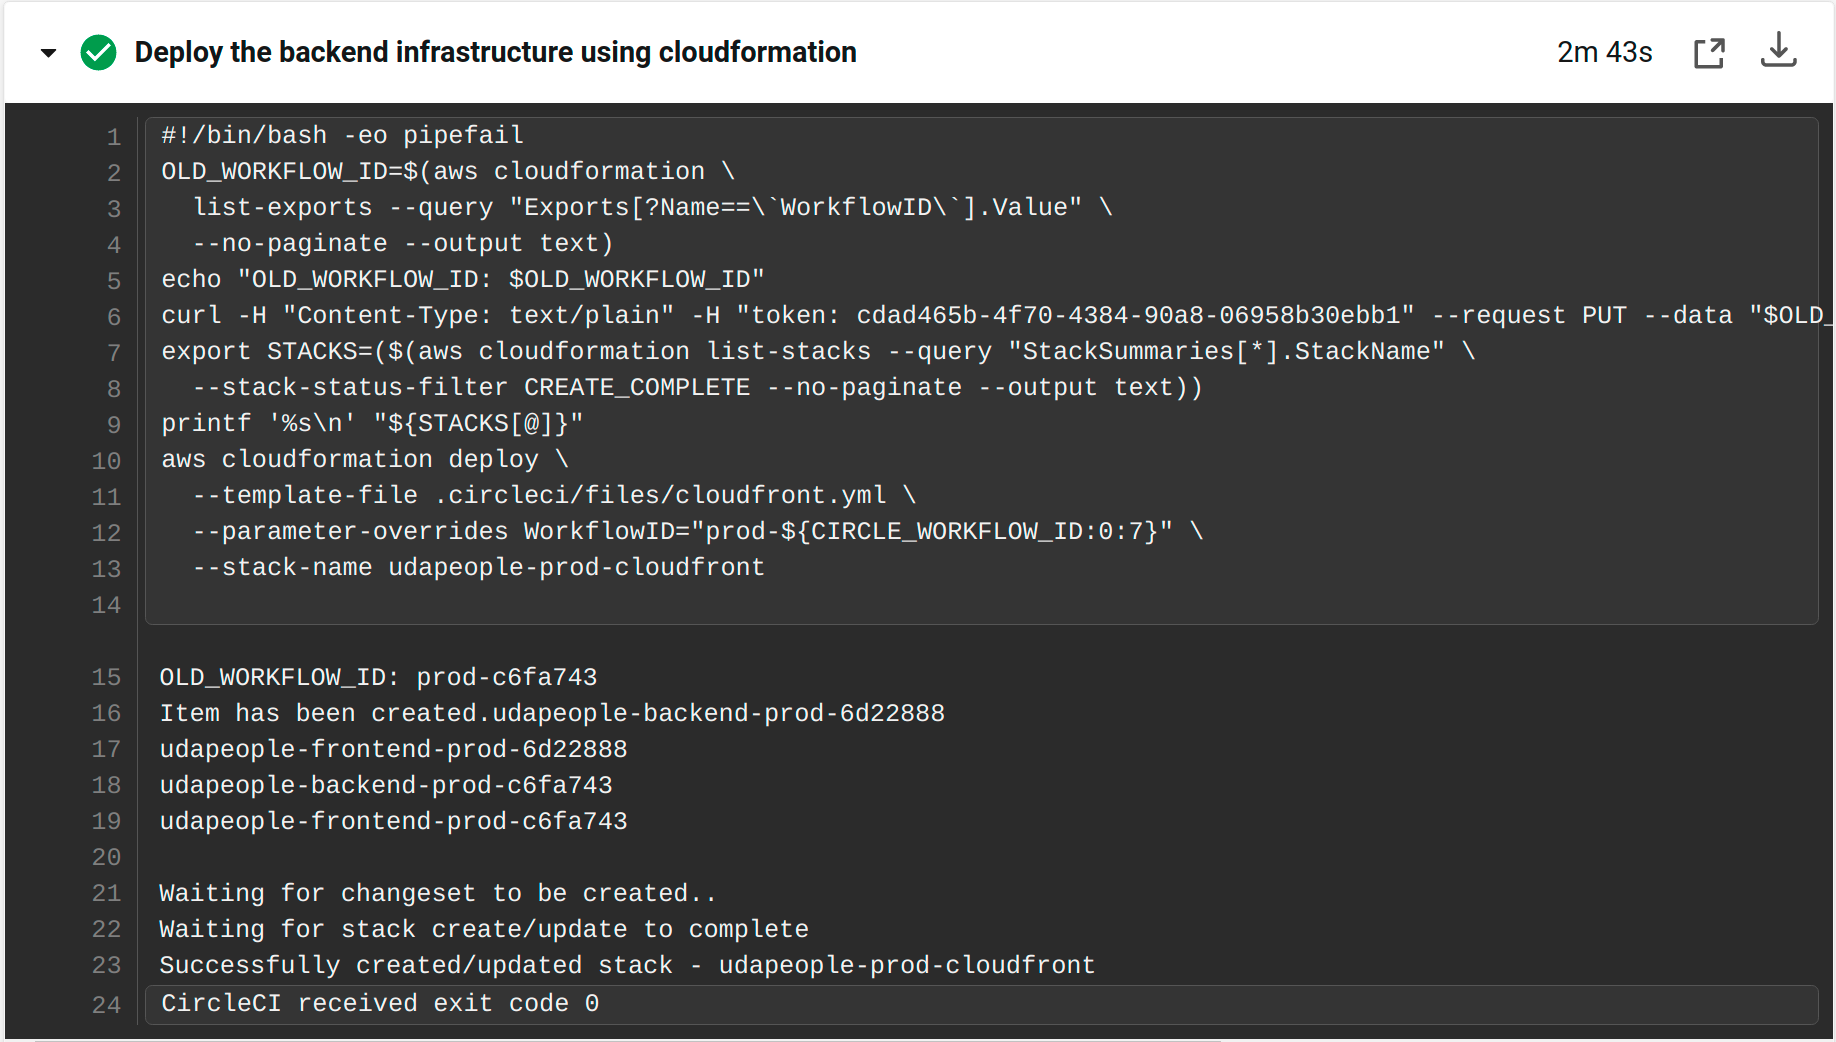 Deploy the backend infrastructure using cloudformation
2m 43s
1 #!/bin/bash -eo pipefail
2 OLD_WORKFLOW_ID=$(aws cloudformation \
3   list-exports --query "Exports[?Name==\`WorkflowID\`].Value" \
4   --no-paginate --output text)
5 echo "OLD_WORKFLOW_ID: $OLD_WORKFLOW_ID"
6 curl -H "Content-Type: text/plain" -H "token: cdad465b-4f70-4384-90a8-06958b30ebb1" --request PUT --data "$OLD_
7 export STACKS=($(aws cloudformation list-stacks --query "StackSummaries[*].StackName" \
8   --stack-status-filter CREATE_COMPLETE --no-paginate --output text))
9 printf '%s\n' "${STACKS[@]}"
10 aws cloudformation deploy \
11   --template-file .circleci/files/cloudfront.yml \
12   --parameter-overrides WorkflowID="prod-${CIRCLE_WORKFLOW_ID:0:7}" \
13   --stack-name udapeople-prod-cloudfront
14
15 OLD_WORKFLOW_ID: prod-c6fa743
16 Item has been created.udapeople-backend-prod-6d22888
17 udapeople-frontend-prod-6d22888
18 udapeople-backend-prod-c6fa743
19 udapeople-frontend-prod-c6fa743
20
21 Waiting for changeset to be created..
22 Waiting for stack create/update to complete
23 Successfully created/updated stack - udapeople-prod-cloudfront
24 CircleCI received exit code 0